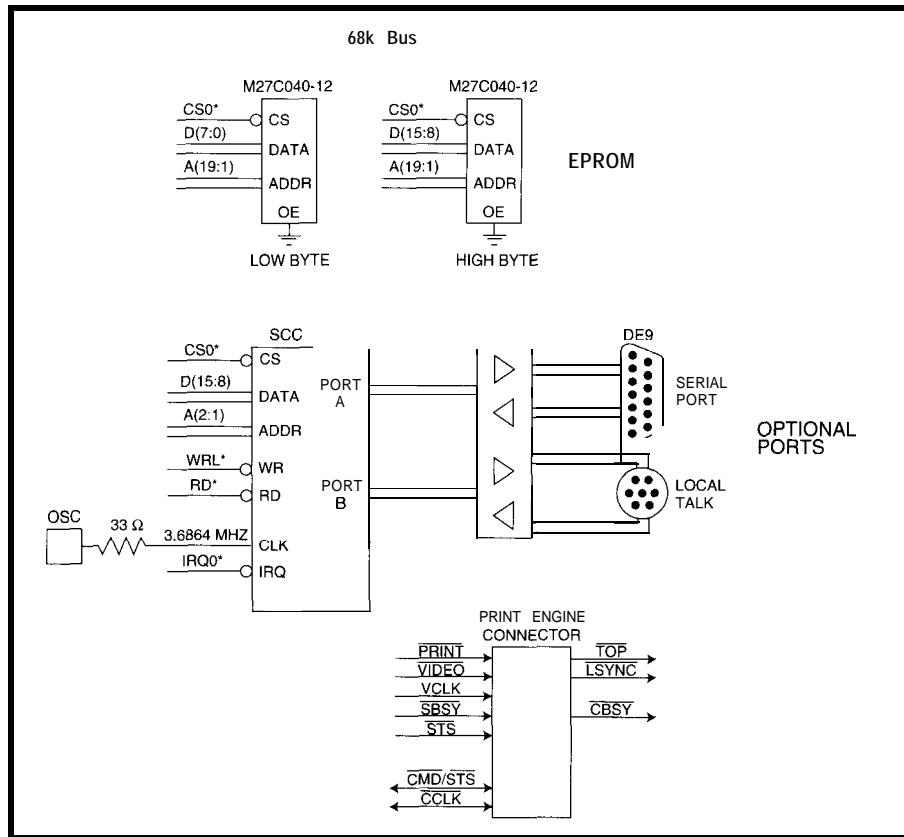 68k Bus
M27C040-12
CS0*
CS
D(7:0)
DATA
A(19:1)
ADDR
OE
LOW BYTE
M27C040-12
CS0*
CS
D(15:8)
DATA
A(19:1)
ADDR
OE
HIGH BYTE
EPROM
SCC
CS0*
CS
D(15:8)
DATA
A(2:1)
ADDR
WRL*
WR
RD*
RD
OSC
33 Ω
3.6864 MHZ
CLK
IRQ0*
IRQ
PORT
A
PORT
B
DE9
SERIAL
PORT
LOCAL
TALK
OPTIONAL
PORTS
PRINT ENGINE
CONNECTOR
PRINT
VIDEO
VCLK
SBSY
STS
CMD/STS
CCLK
TOP
LSYNC
CBSY